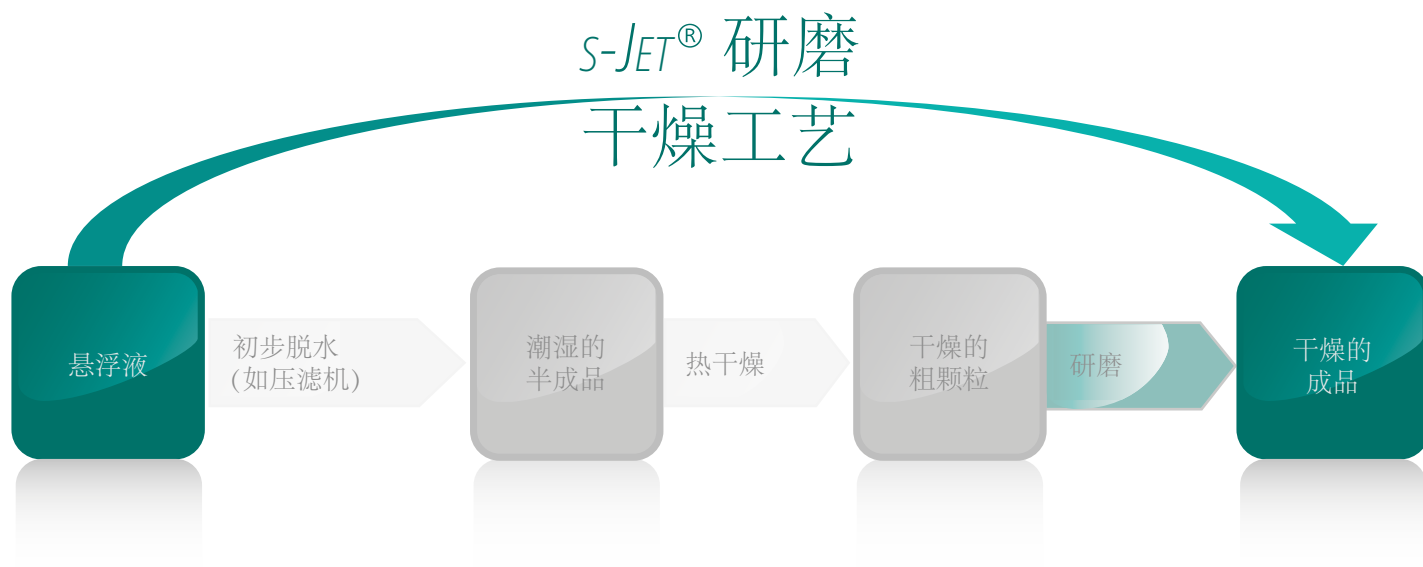 s-Jet® 研磨
干燥工艺
悬浮液
初步脱水
(如压滤机)
潮湿的
半成品
热干燥
干燥的
粗颗粒
研磨
干燥的
成品